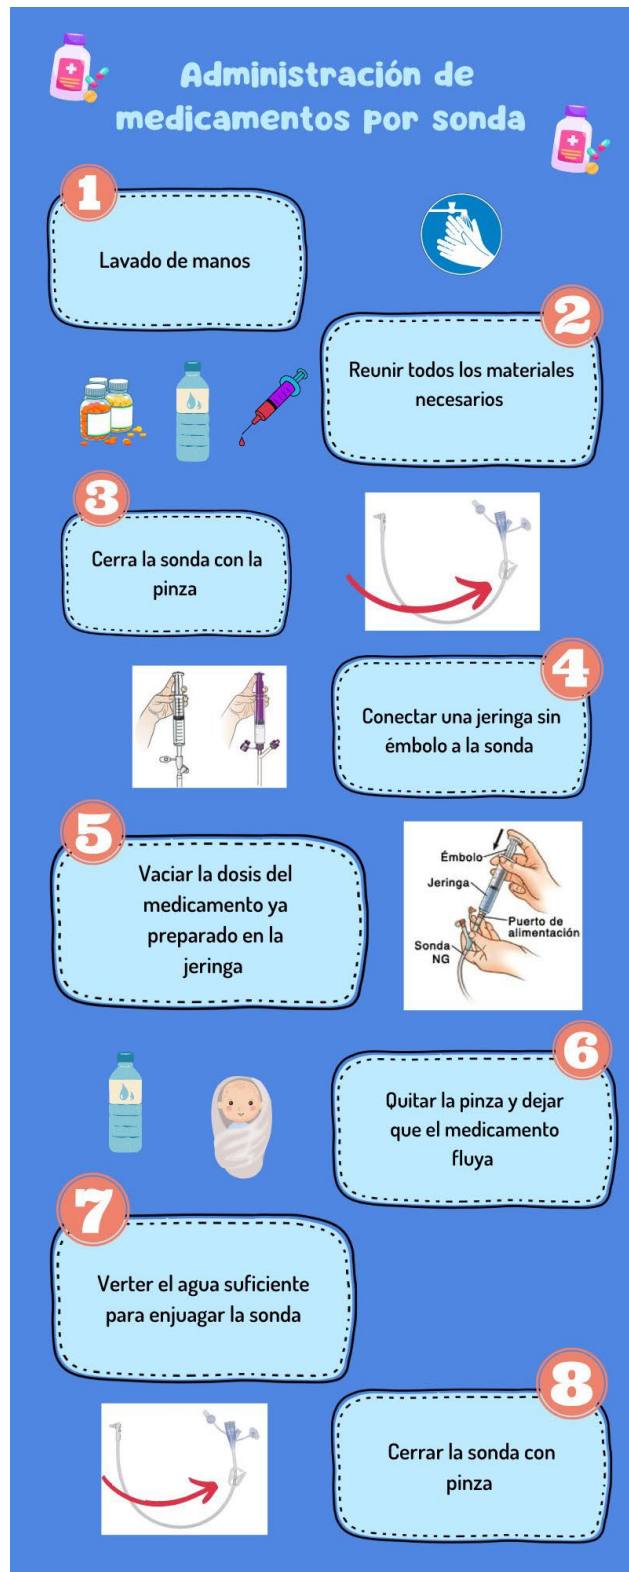 Administración de
medicamentos por sonda
1
Lavado de manos
2
Reunir todos los materiales
necesarios
3
Cerra la sonda con la
pinza
4
Conectar una jeringa sin
émbolo a la sonda
5
Vaciar la dosis del
medicamento ya
preparado en la
jeringa
Émbolo
Jeringa
Puerto de
alimentación
Sonda
NG
6
Quitar la pinza y dejar
que el medicamento
fluya
7
Verter el agua suficiente
para enjuagar la sonda
8
Cerrar la sonda con
pinza